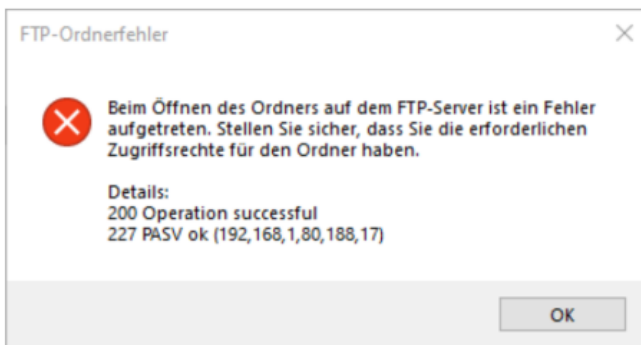 FTP-Ordnerfehler
Beim Öffnen des Ordners auf dem FTP-Server ist ein Fehler
aufgetreten. Stellen Sie sicher, dass Sie die erforderlichen
Zugriffsrechte für den Ordner haben.
Details:
200 Operation successful
227 PASV ok (192,168,1,80,188,17)
OK